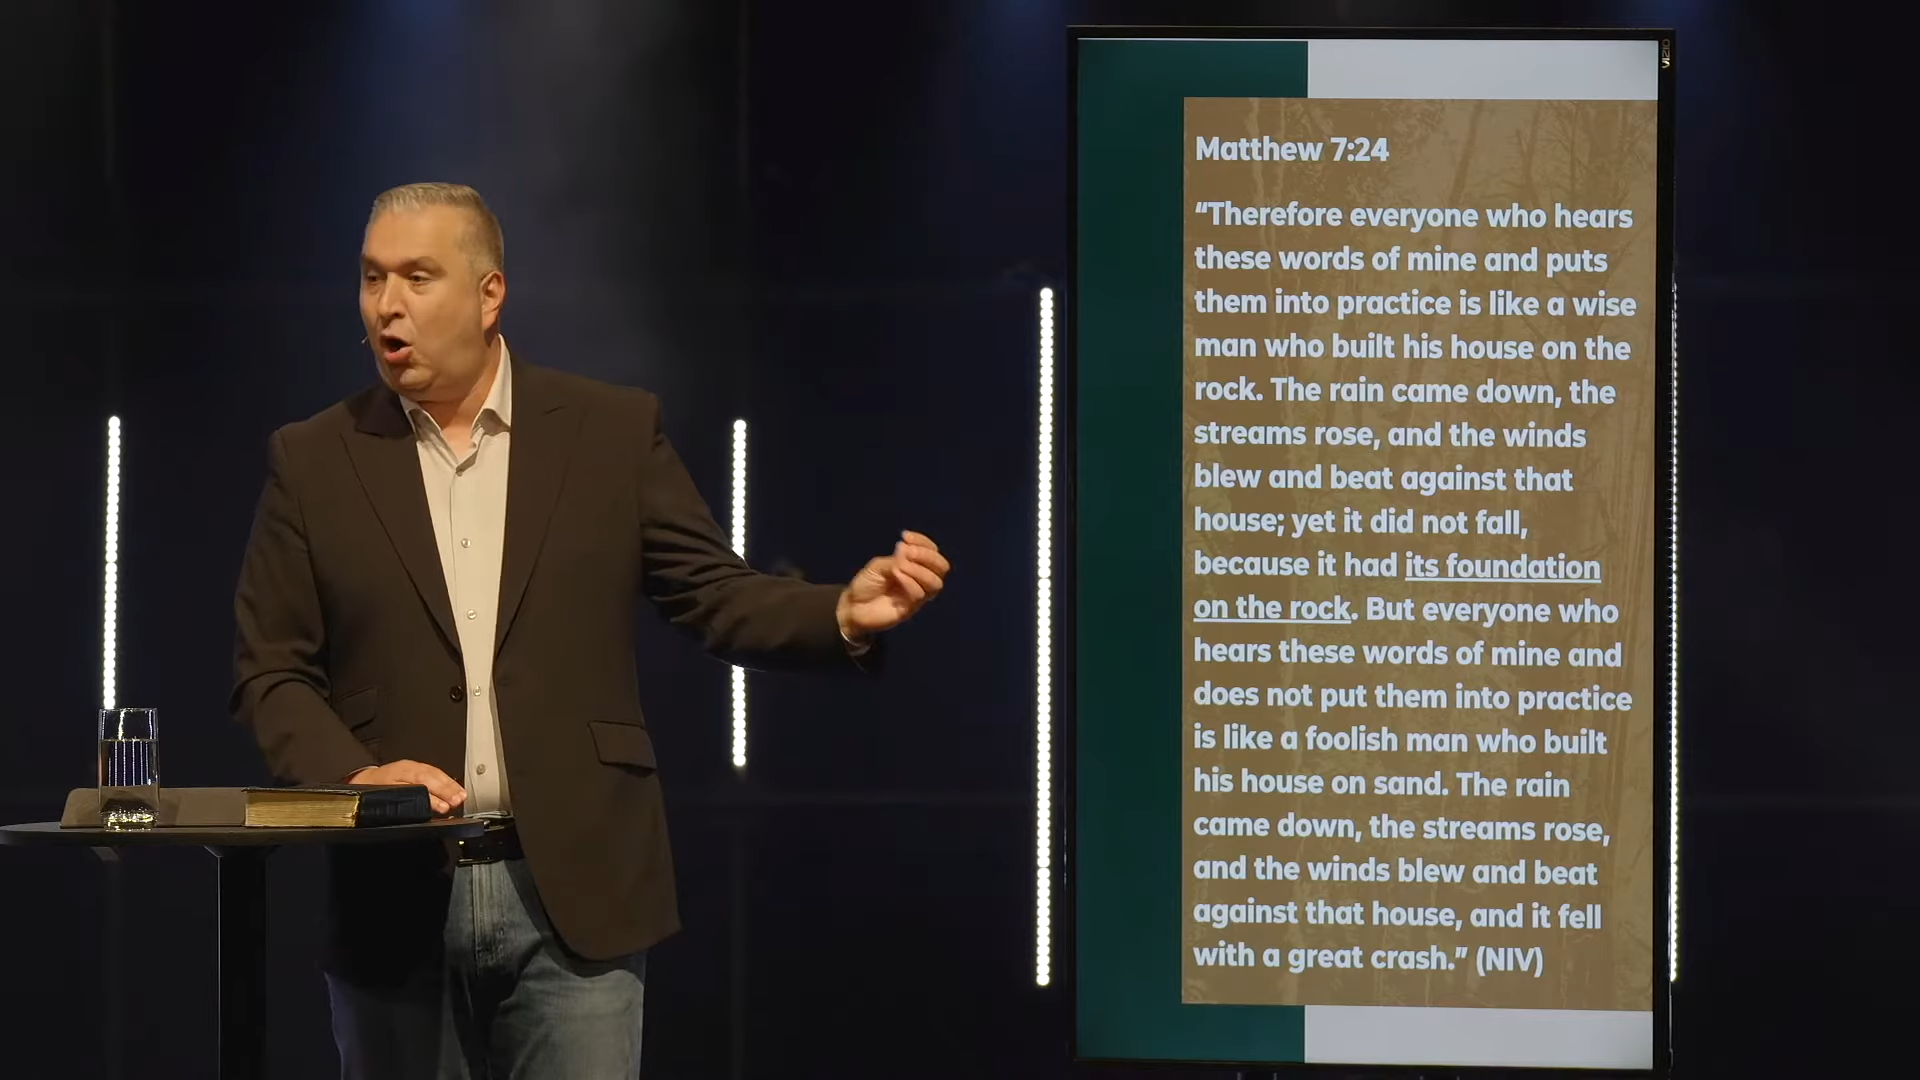 VIZIO
Matthew 7:24
“Therefore everyone who hears
these words of mine and puts
them into practice is like a wise
man who built his house on the
rock. The rain came down, the
streams rose, and the winds
blew and beat against that
house; yet it did not fall,
because it had its foundation
on the rock. But everyone who
hears these words of mine and
does not put them into practice
is like a foolish man who built
his house on sand. The rain
came down, the streams rose,
and the winds blew and beat
against that house, and it fell
with a great crash.” (NIV)